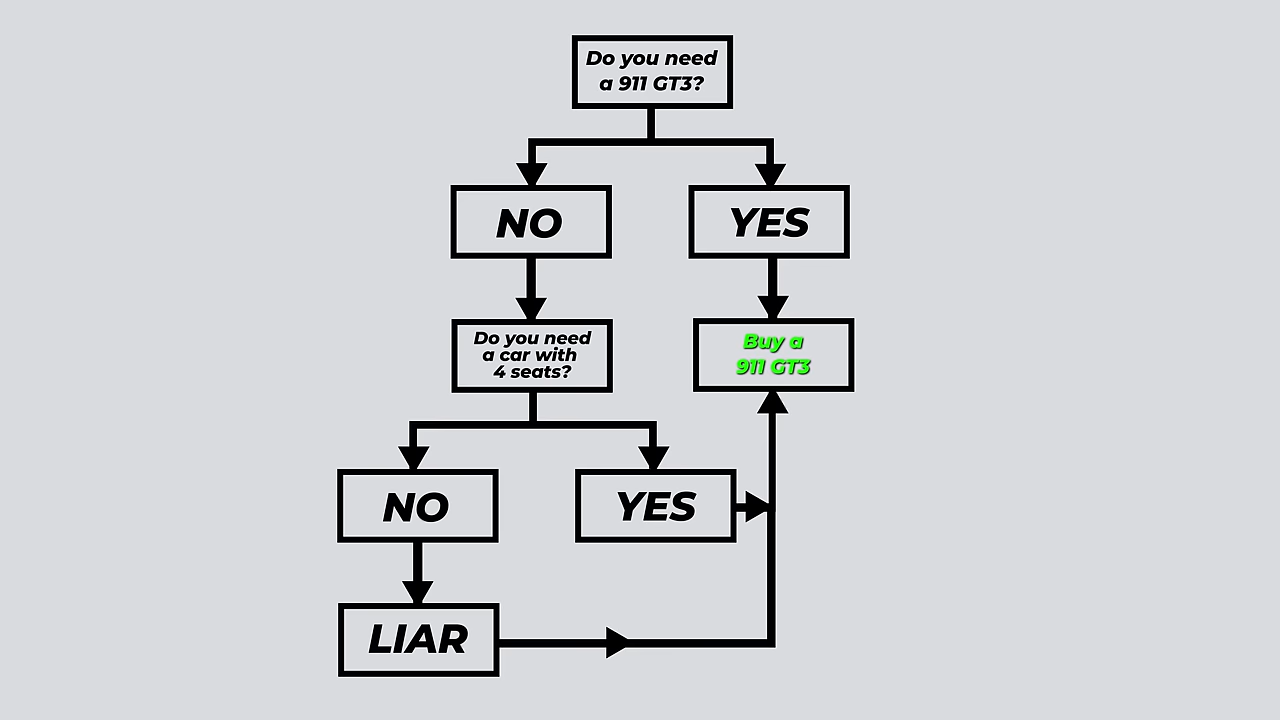 Do you need
a 911 GT3?
NO
YES
Do you need
a car with
4 seats?
Buy a
911 GT3
NO
YES
LIAR